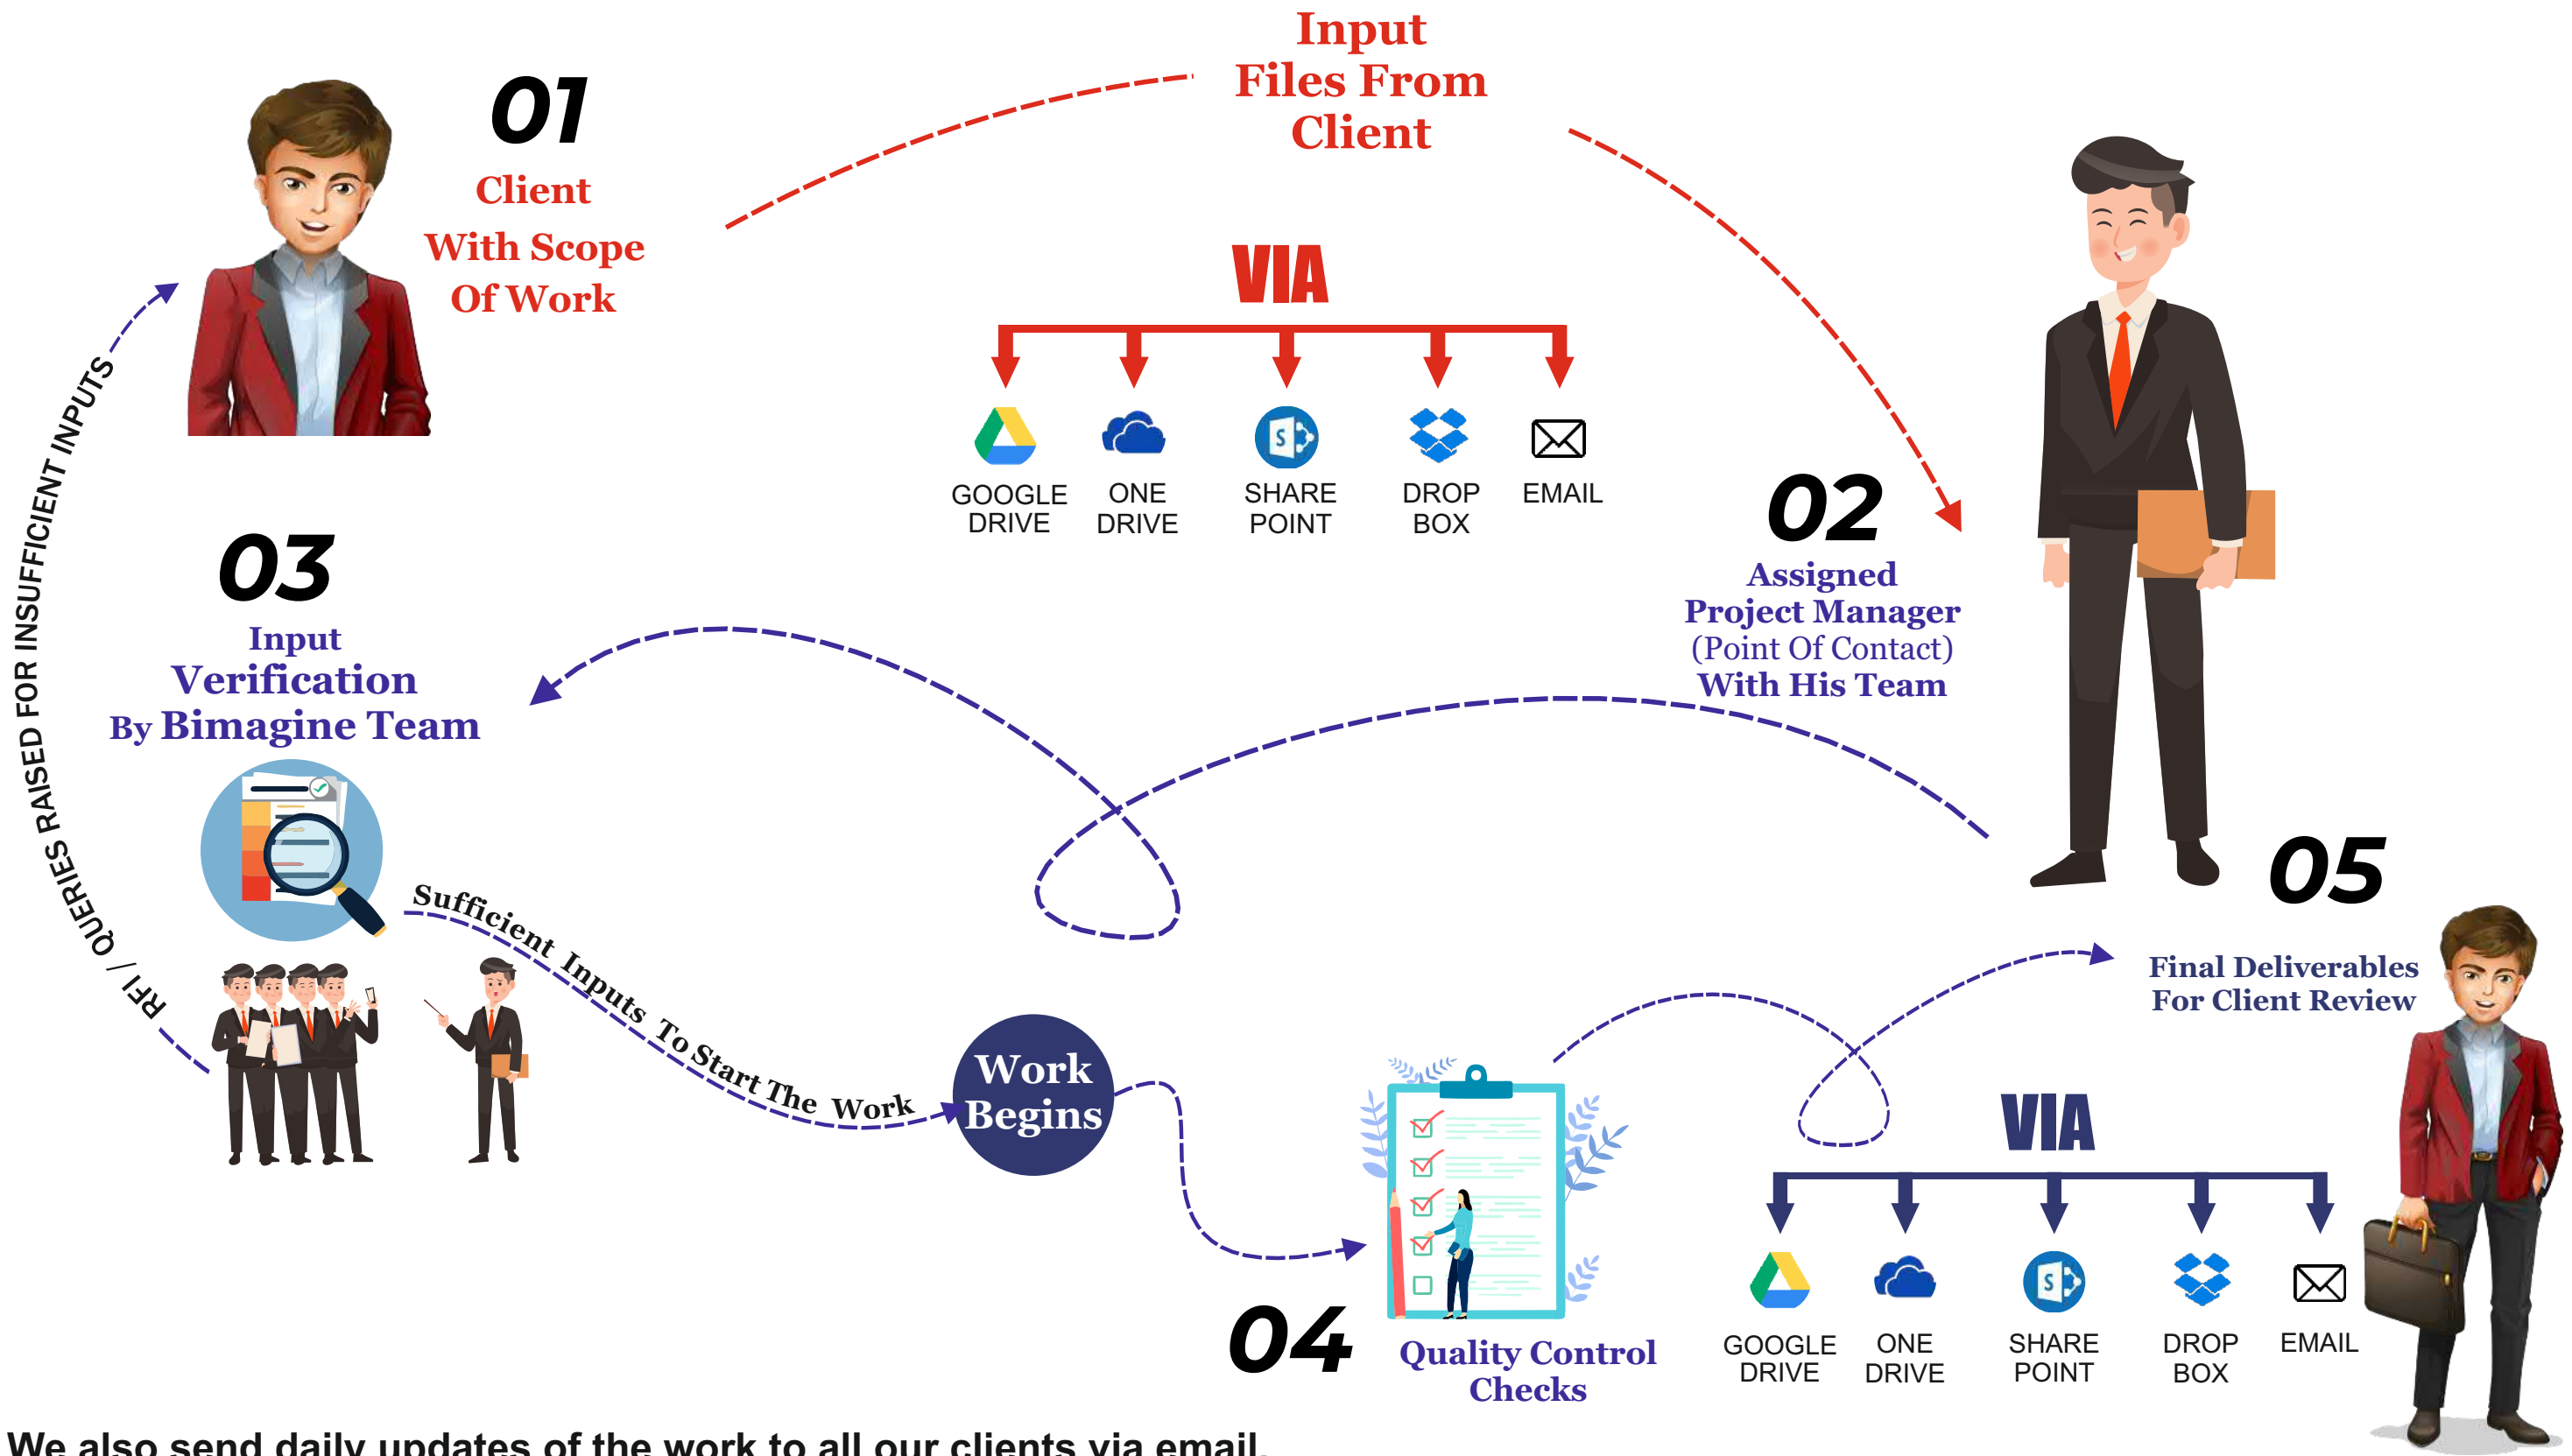 Input
Files From
Client
01
Client
With Scope
Of Work
VIA
GOOGLE
DRIVE
ONE
DRIVE
SHARE
POINT
DROP
BOX
EMAIL
02
Assigned
Project Manager
(Point Of Contact)
With His Team
03
Input
Verification
By Bimagine Team
RFI / QUERIES RAISED FOR INSUFFICIENT INPUTS
Sufficient Inputs To Start The Work
Work
Begins
04
Quality Control
Checks
05
Final Deliverables
For Client Review
VIA
GOOGLE
DRIVE
ONE
DRIVE
SHARE
POINT
DROP
BOX
EMAIL
We also send daily updates of the work to all our clients via email.